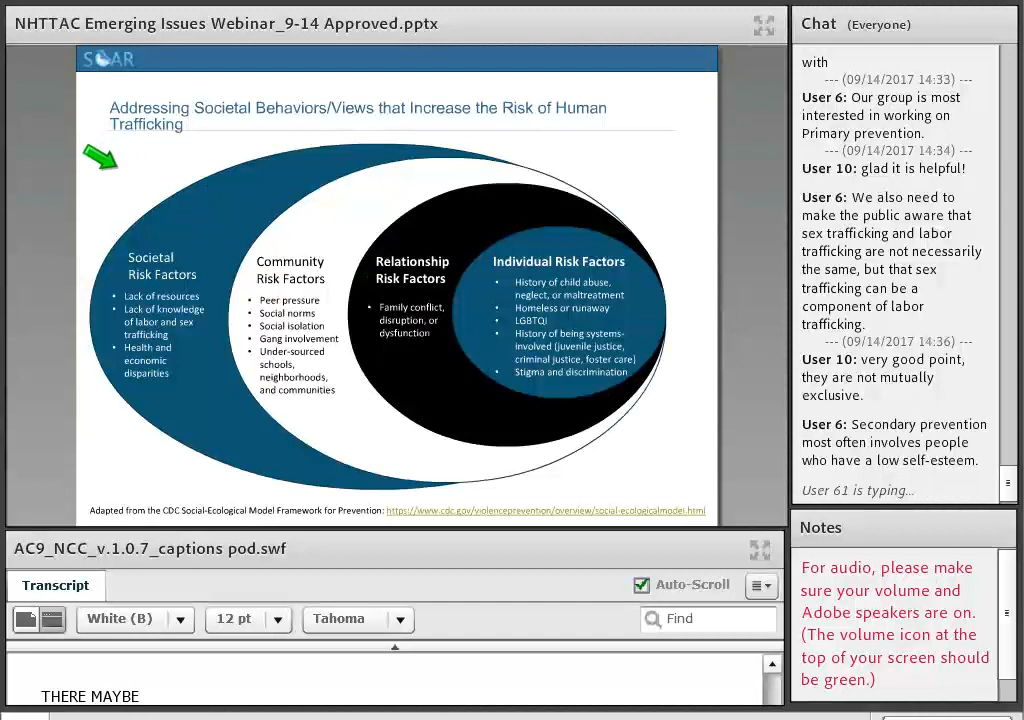 NHTTAC Emerging Issues Webinar_9-14 Approved.pptx
SOAR
Addressing Societal Behaviors/Views that Increase the Risk of Human
Trafficking
Societal
Risk Factors
• Lack of resources
• Lack of knowledge
of labor and sex
trafficking
• Health and
economic
disparities
Community
Risk Factors
• Peer pressure
• Social norms
• Social isolation
• Gang involvement
• Under-sourced
schools,
neighborhoods,
and communities
Relationship
Risk Factors
• Family conflict,
disruption, or
dysfunction
Individual Risk Factors
• History of child abuse,
neglect, or maltreatment
• Homeless or runaway
• LGBTQI
• History of being systems-
involved (juvenile justice,
criminal justice, foster care)
• Stigma and discrimination
Adapted from the CDC Social-Ecological Model Framework for Prevention: https://www.cdc.gov/violenceprevention/overview/social-ecologicalmodel.html
AC9_NCC_v.1.0.7_captions pod.swf
Transcript
Auto-Scroll
White (B)
12 pt
Tahoma
Find
THERE MAYBE
Chat (Everyone)
with
--- (09/14/2017 14:33) ---
User 6: Our group is most
interested in working on
Primary prevention.
--- (09/14/2017 14:34) ---
User 10: glad it is helpful!
User 6: We also need to
make the public aware that
sex trafficking and labor
trafficking are not necessarily
the same, but that sex
trafficking can be a
component of labor
trafficking.
--- (09/14/2017 14:36) ---
User 10: very good point,
they are not mutually
exclusive.
User 6: Secondary prevention
most often involves people
who have a low self-esteem.
User 61 is typing...
Notes
For audio, please make
sure your volume and
Adobe speakers are on.
(The volume icon at the
top of your screen should
be green.)